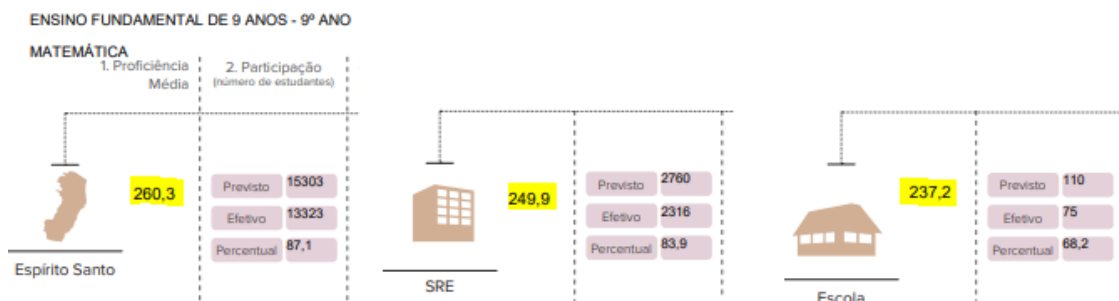 ENSINO FUNDAMENTAL DE 9 ANOS - 9º ANO
MATEMÁTICA
1. Proficiência
Média
2. Participação
(número de estudantes)
260,3
Previsto 15303
Efetivo 13323
Percentual 87,1
Espírito Santo
249,9
Previsto 2760
Efetivo 2316
Percentual 83,9
SRE
237,2
Previsto 110
Efetivo 75
Percentual 68,2
Escola